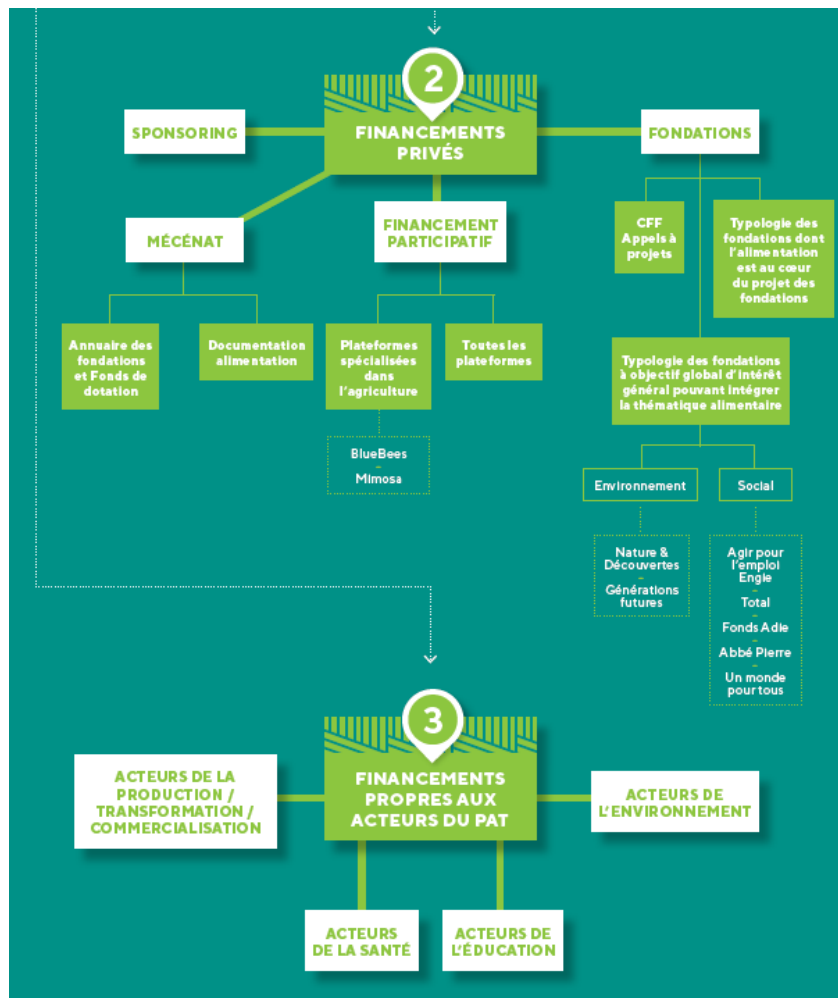 2
FINANCEMENTS
PRIVÉS
SPONSORING
FONDATIONS
MÉCÉNAT
FINANCEMENT
PARTICIPATIF
CFF
Appels à
projets
Typologie des
fondations dont
l'alimentation
est au cœur
du projet des
fondations
Annuaire des
fondations
et Fonds de
dotation
Documentation
alimentation
Plateformes
spécialisées
dans
l'agriculture
Toutes les
plateformes
Typologie des fondations
à objectif global d'intérêt
général pouvant intégrer
la thématique alimentaire
BlueBees
–
Mimosa
Environnement
Social
Nature &
Découvertes
–
Générations
futures
Agir pour
l'emploi
Engie
–
Total
–
Fonds Adie
–
Abbé Pierre
–
Un monde
pour tous
3
FINANCEMENTS
PROPRES AUX
ACTEURS DU PAT
ACTEURS DE LA
PRODUCTION /
TRANSFORMATION /
COMMERCIALISATION
ACTEURS DE
L'ENVIRONNEMENT
ACTEURS
DE LA SANTÉ
ACTEURS DE
L'ÉDUCATION